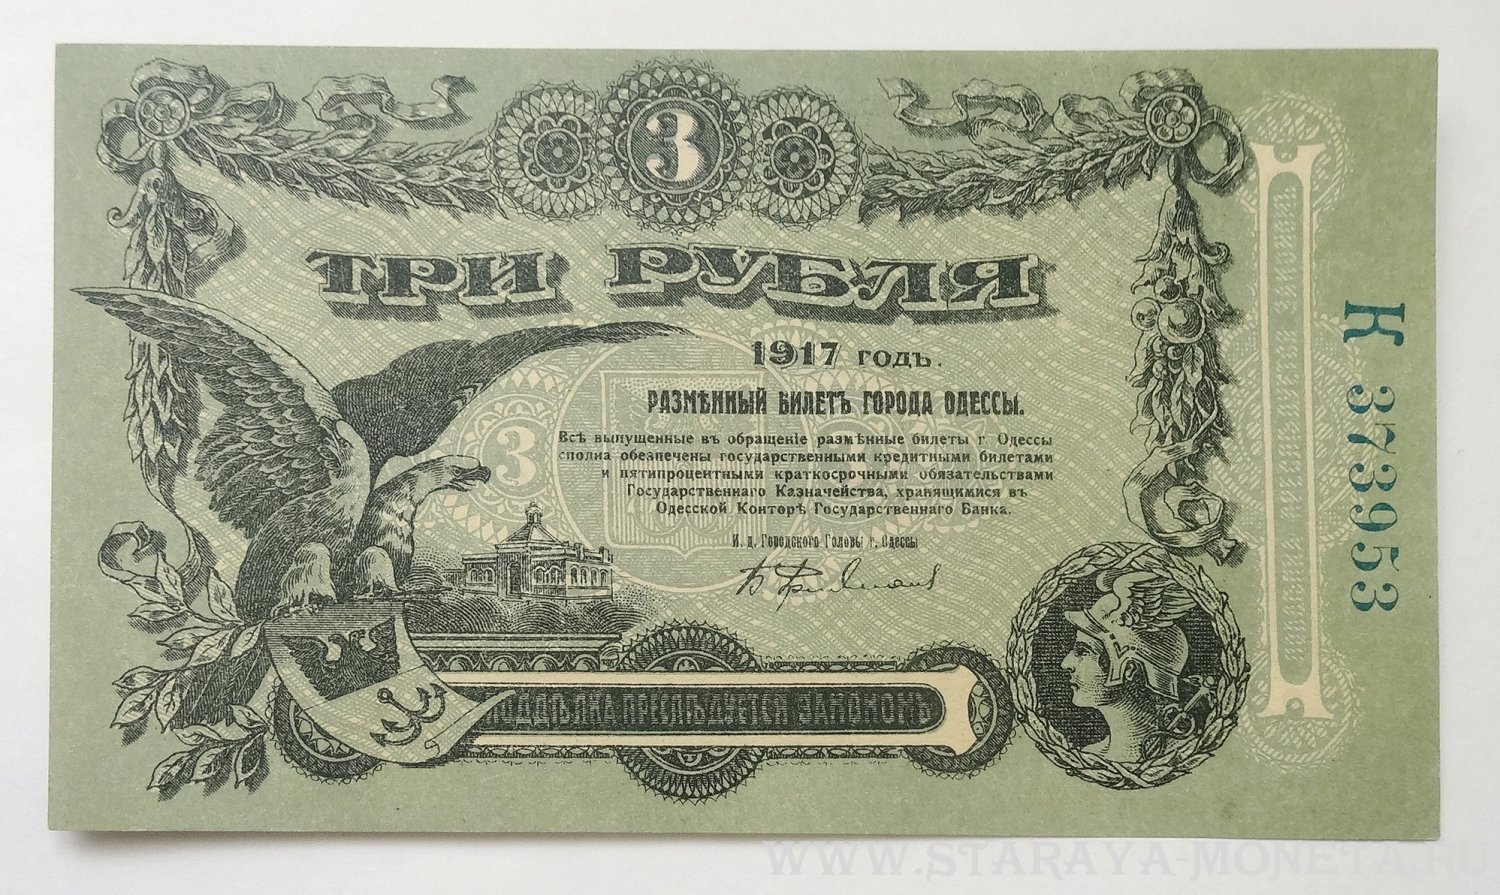 3
ТРИ РУБЛЯ
1917 годъ.
РАЗМѢННЫЙ БИЛЕТЪ ГОРОДА ОДЕССЫ.
3
Всѣ выпущенные въ обращеніе размѣнные билеты г. Одессы
сполна обезпечены государственными кредитными билетами
и пятипроцентными краткосрочными обязательствами
Государственнаго Казначейства, хранящимися въ
Одесской Конторѣ Государственнаго Банка.
И. д. Городского Головы г. Одессы
ПОДДѢЛКА ПРЕСЛѢДУЕТСЯ ЗАКОНОМЪ
К 373953
WWW.STARAYA-MONETA.RU